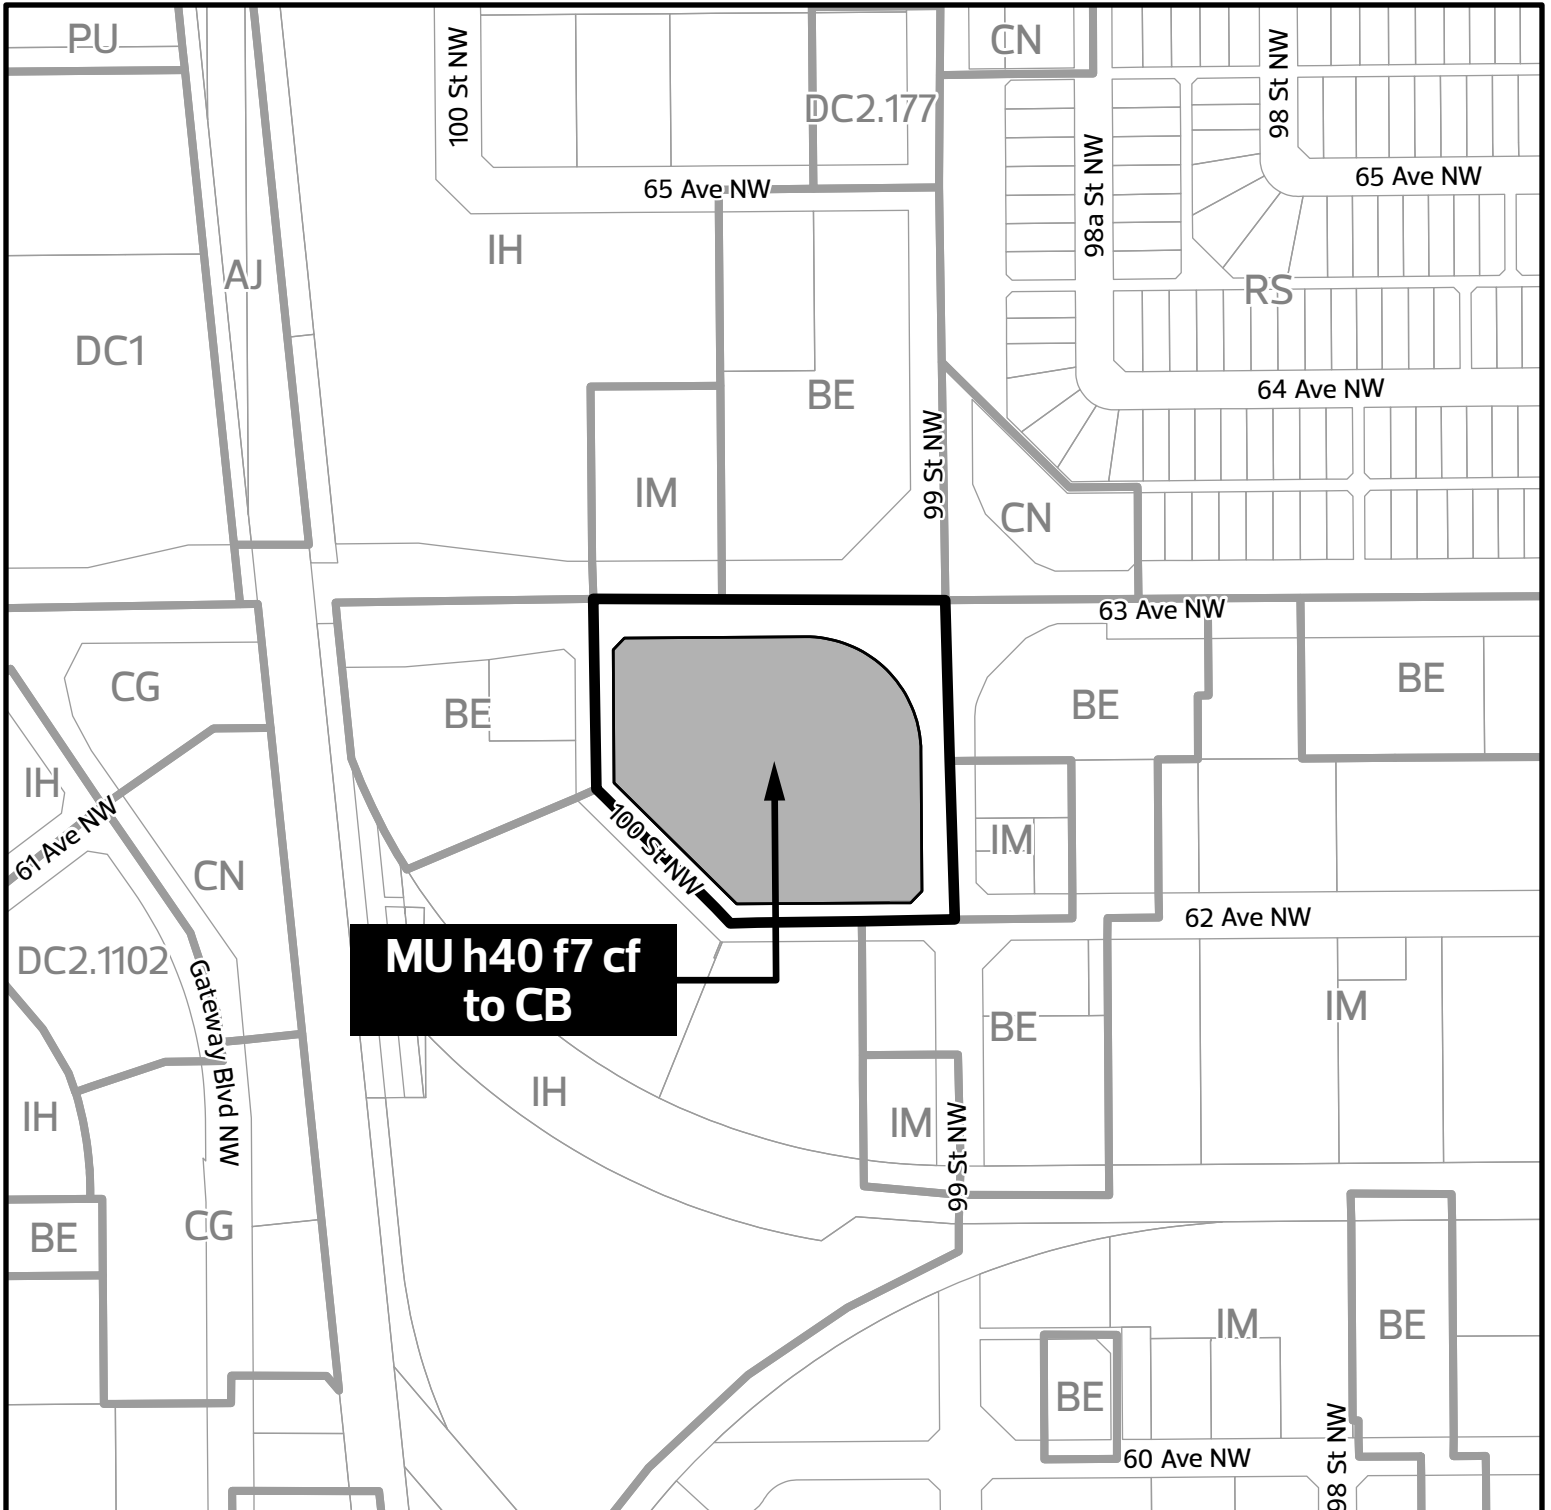 PU
100 St NW
CN
98 St NW
DC2.177
98a St NW
65 Ave NW
65 Ave NW
IH
AJ
RS
DC1
BE
64 Ave NW
99 St NW
IM
CN
63 Ave NW
CG
BE
BE
BE
IH
61 Ave NW
100 St NW
IM
CN
62 Ave NW
DC2.1102
MU h40 f7 cf
to CB
Gateway Blvd NW
BE
IM
IH
IH
IM
99 St NW
BE
CG
IM
BE
BE
98 St NW
60 Ave NW